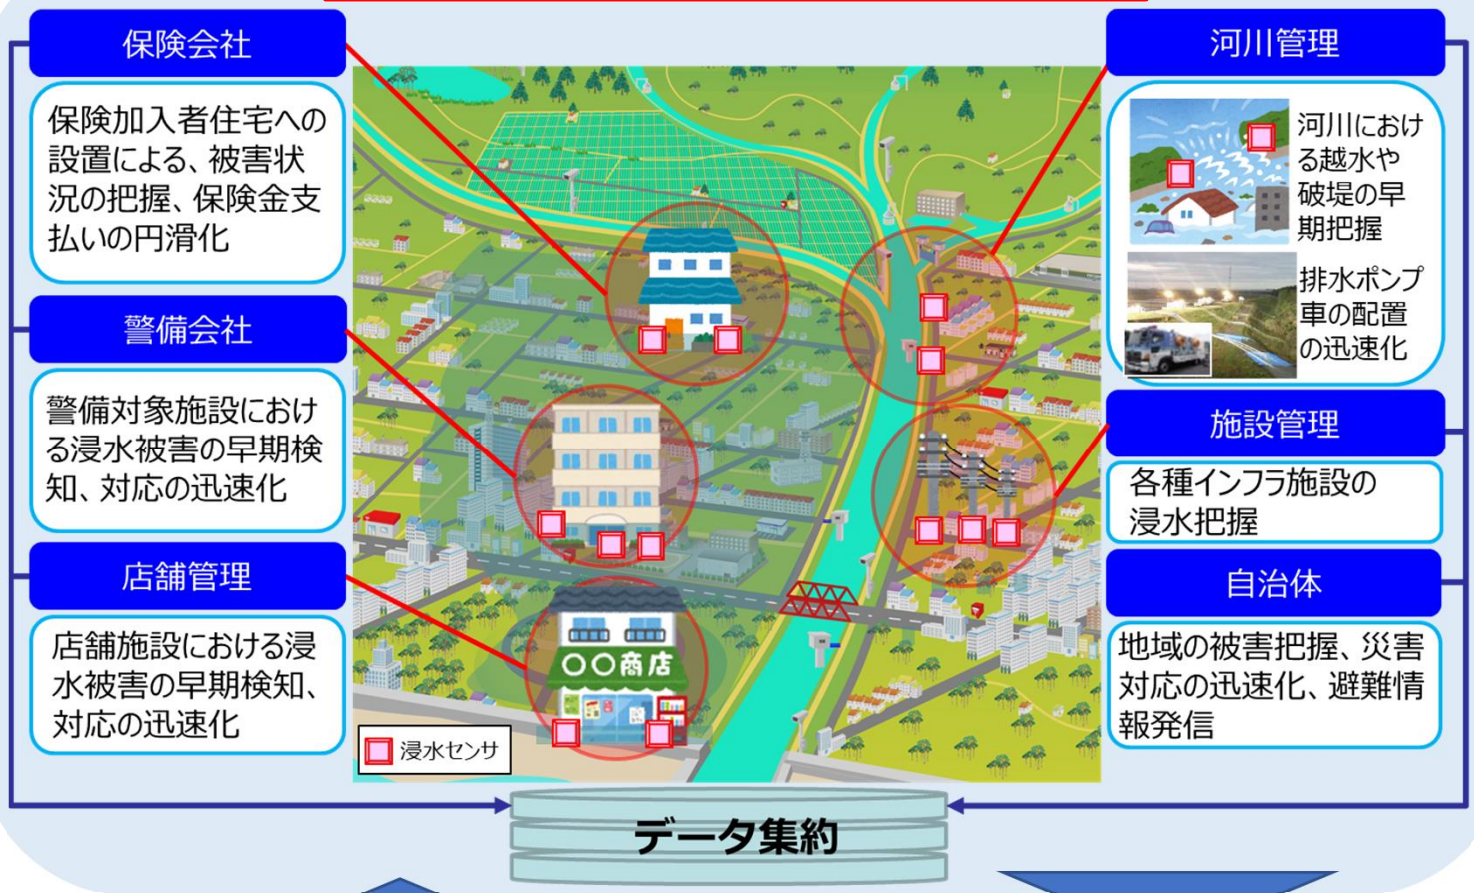 保険会社
保険加入者住宅への
設置による、被害状
況の把握、保険金支
払いの円滑化
警備会社
警備対象施設におけ
る浸水被害の早期検
知、対応の迅速化
店舗管理
店舗施設における浸
水被害の早期検知、
対応の迅速化
〇〇商店
浸水センサ
河川管理
河川におけ
る越水や
破堤の早
期把握
排水ポンプ
車の配置
の迅速化
施設管理
各種インフラ施設の
浸水把握
自治体
地域の被害把握、災害
対応の迅速化、避難情
報発信
データ集約